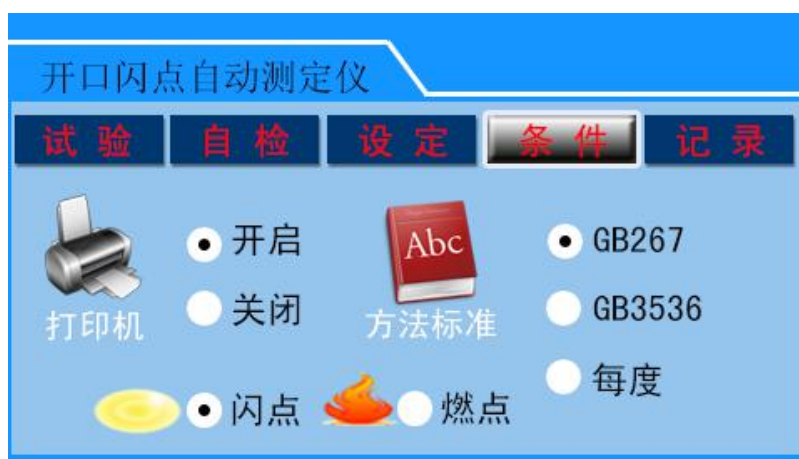 开口闪点自动测定仪
试 验 自 检 设 定 条 件 记 录
开启 Abc GB267
打印机 关闭 方法标准 GB3536
每度
闪点 燃点